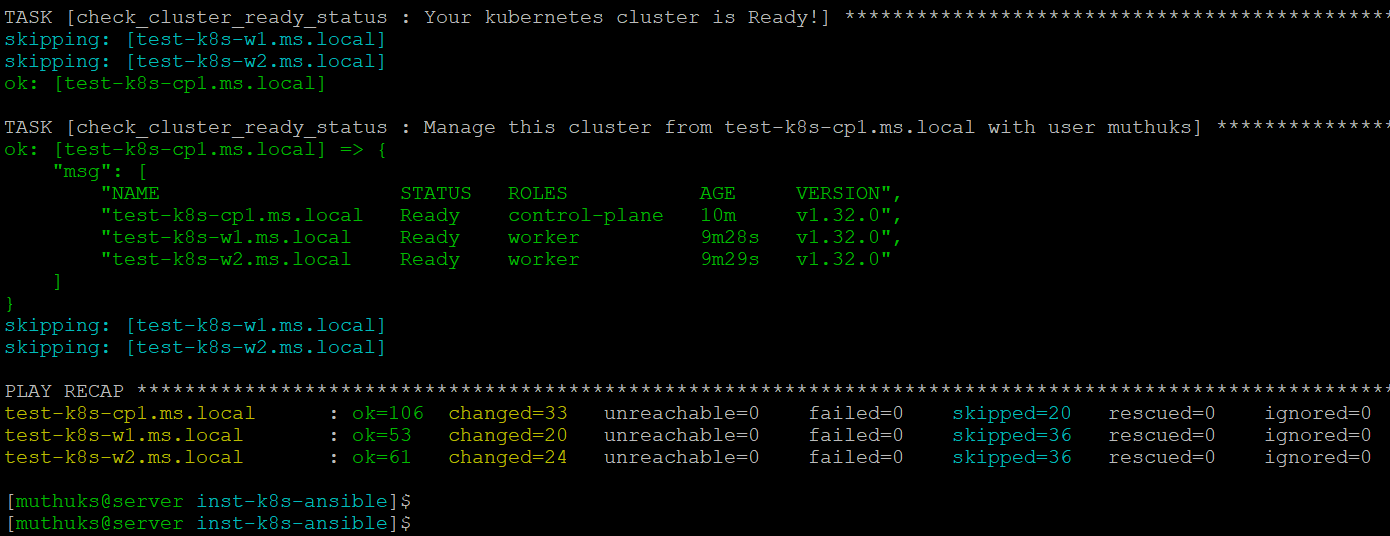 TASK [check_cluster_ready_status : Your kubernetes cluster is Ready!] **********************************************
skipping: [test-k8s-w1.ms.local]
skipping: [test-k8s-w2.ms.local]
ok: [test-k8s-cp1.ms.local]
TASK [check_cluster_ready_status : Manage this cluster from test-k8s-cp1.ms.local with user muthuks] ***************
ok: [test-k8s-cp1.ms.local] => {
    "msg": [
        "NAME                    STATUS   ROLES           AGE     VERSION",
        "test-k8s-cp1.ms.local   Ready    control-plane   10m     v1.32.0",
        "test-k8s-w1.ms.local    Ready    worker          9m28s   v1.32.0",
        "test-k8s-w2.ms.local    Ready    worker          9m29s   v1.32.0"
    ]
}
skipping: [test-k8s-w1.ms.local]
skipping: [test-k8s-w2.ms.local]
PLAY RECAP *********************************************************************************************************
test-k8s-cp1.ms.local      : ok=106  changed=33   unreachable=0    failed=0    skipped=20   rescued=0    ignored=0
test-k8s-w1.ms.local       : ok=53   changed=20   unreachable=0    failed=0    skipped=36   rescued=0    ignored=0
test-k8s-w2.ms.local       : ok=61   changed=24   unreachable=0    failed=0    skipped=36   rescued=0    ignored=0
[muthuks@server inst-k8s-ansible]$
[muthuks@server inst-k8s-ansible]$